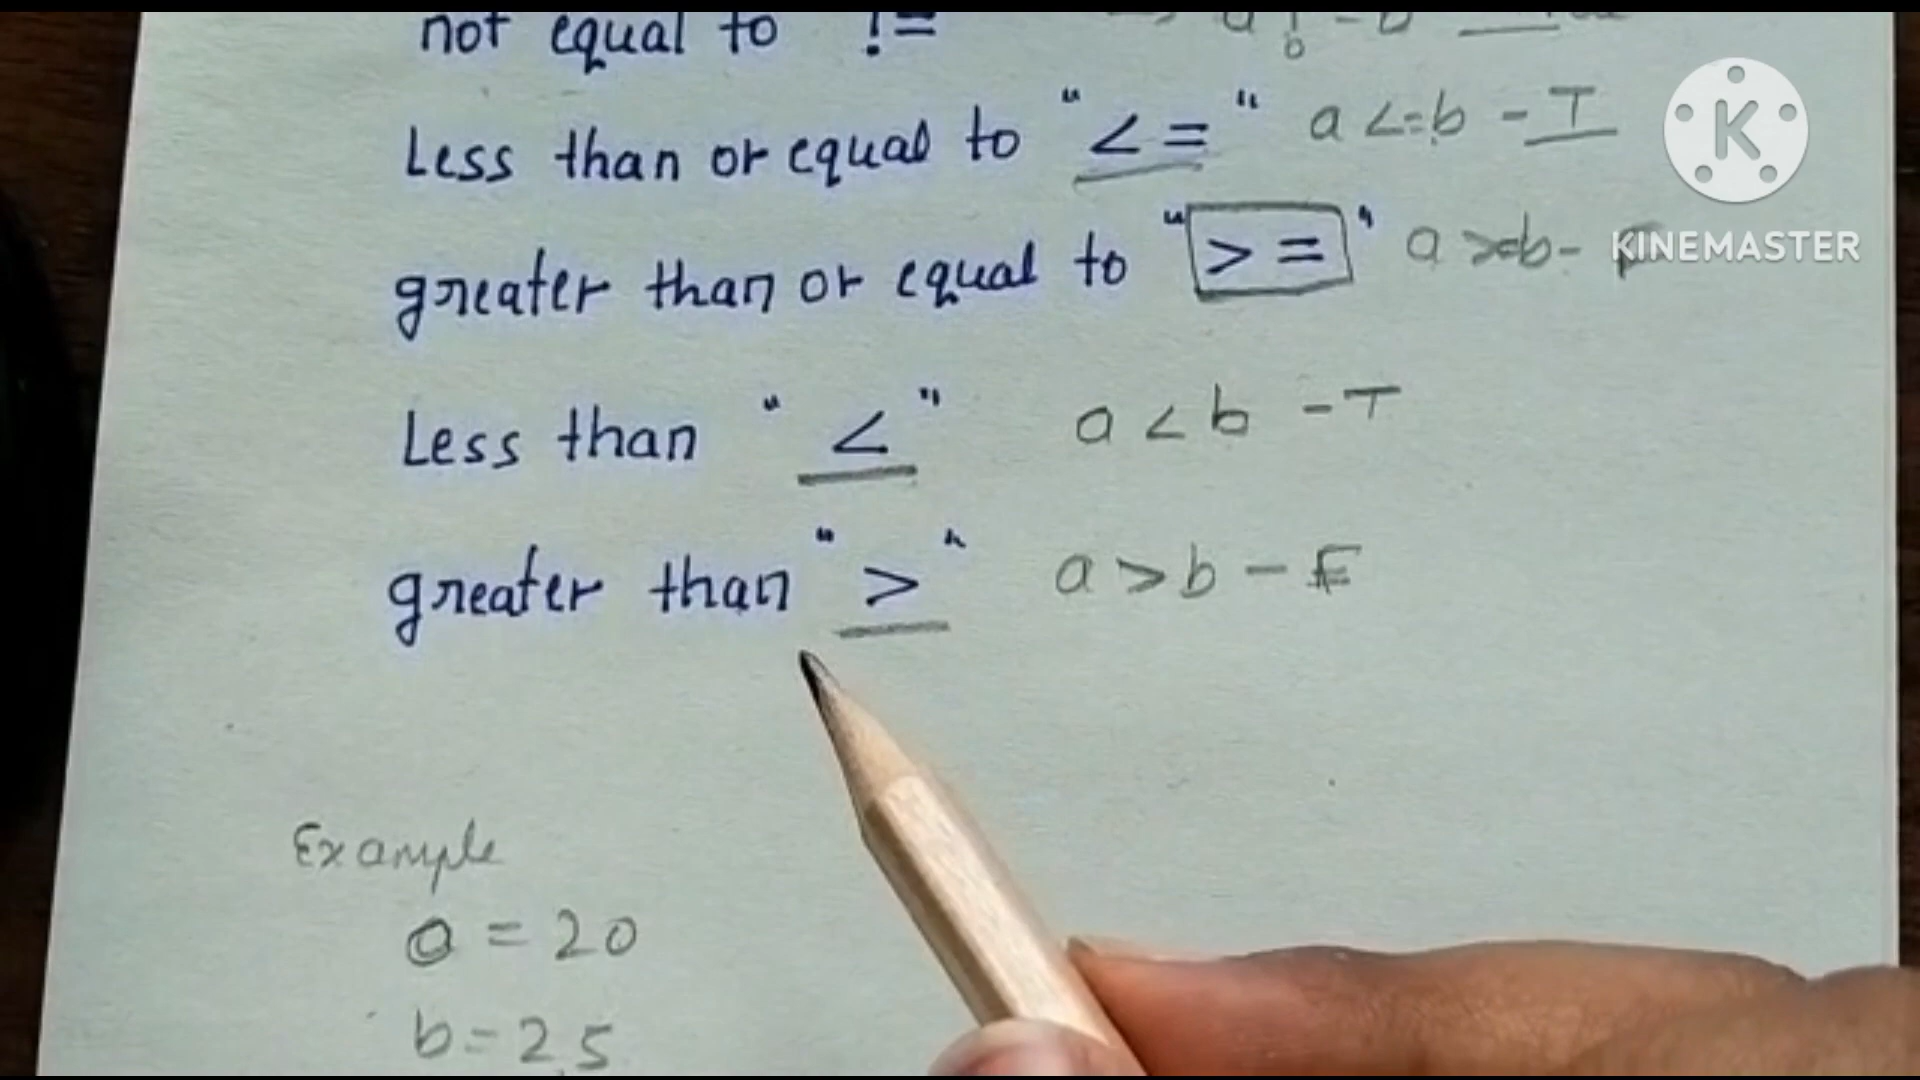 not equal to !=
Less than or equal to "<=" a<=b - T
greater than or equal to ">=" a >=b - F
KINEMASTER
Less than "<" a < b - T
greater than ">" a > b - F
Example
a = 20
b = 25